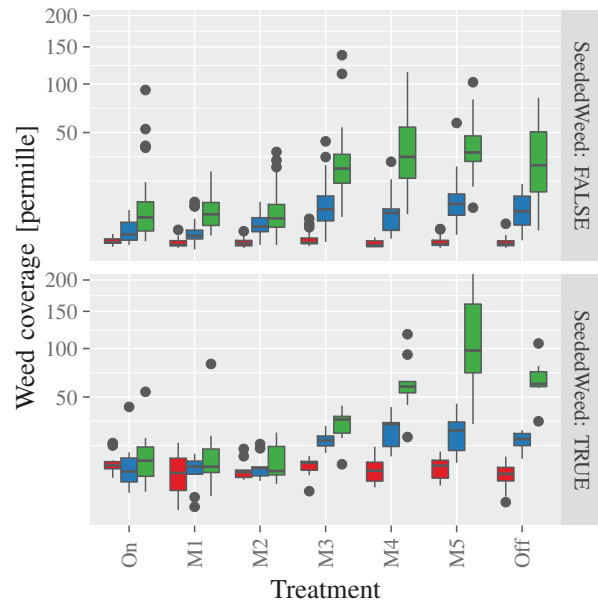 200
150
100
50
SeededWeed: FALSE
200
150
100
50
SeededWeed: TRUE
Weed coverage [permille]
On
M1
M2
M3
M4
M5
Off
Treatment